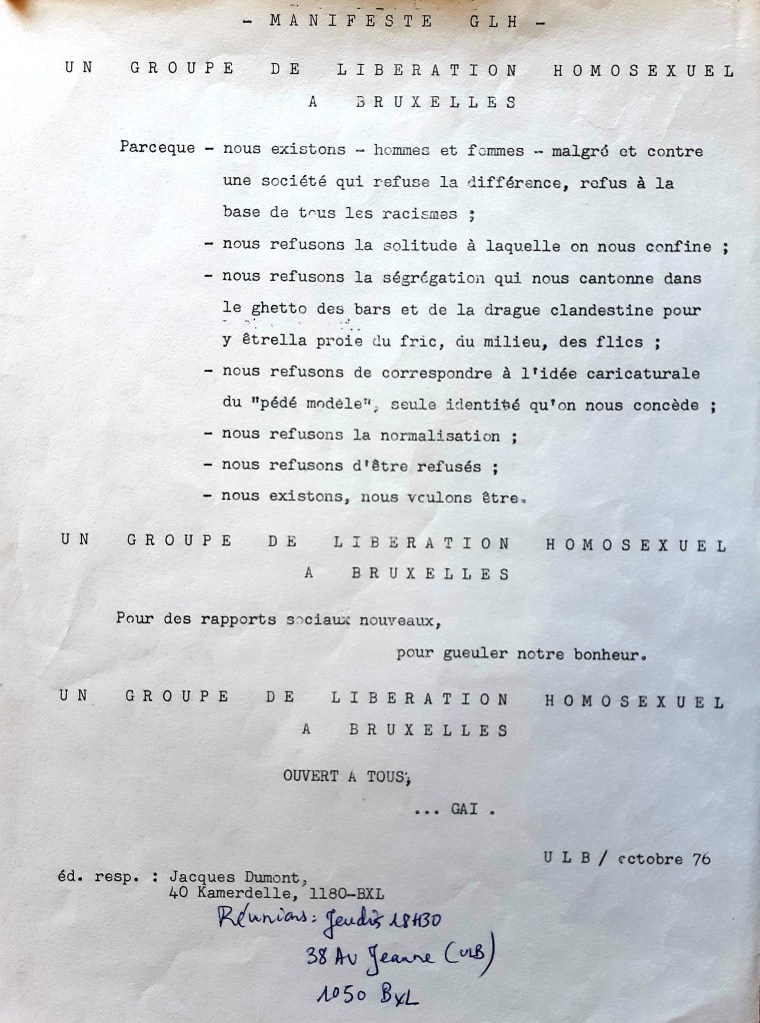 - MANIFESTE GLH -
UN GROUPE DE LIBERATION HOMOSEXUEL
A BRUXELLES
Parceque - nous existons - hommes et femmes - malgré et contre
une société qui refuse la différence, refus à la
base de tous les racismes ;
- nous refusons la solitude à laquelle on nous confine ;
- nous refusons la ségrégation qui nous cantonne dans
le ghetto des bars et de la drague clandestine pour
y êtrella proie du fric, du milieu, des flics ;
- nous refusons de correspondre à l'idée caricaturale
du "pédé modèle", seule identité qu'on nous concède ;
- nous refusons la normalisation ;
- nous refusons d'être refusés ;
- nous existons, nous voulons être.
UN GROUPE DE LIBERATION HOMOSEXUEL
A BRUXELLES
Pour des rapports sociaux nouveaux,
pour gueuler notre bonheur.
UN GROUPE DE LIBERATION HOMOSEXUEL
A BRUXELLES
OUVERT A TOUS,
... GAI .
ULB / octobre 76
éd. resp. : Jacques Dumont,
40 Kamerdelle, 1180-BXL
Réunions : Jeudis 18H30
38 Av Jeanne (ULB)
1050 BXL